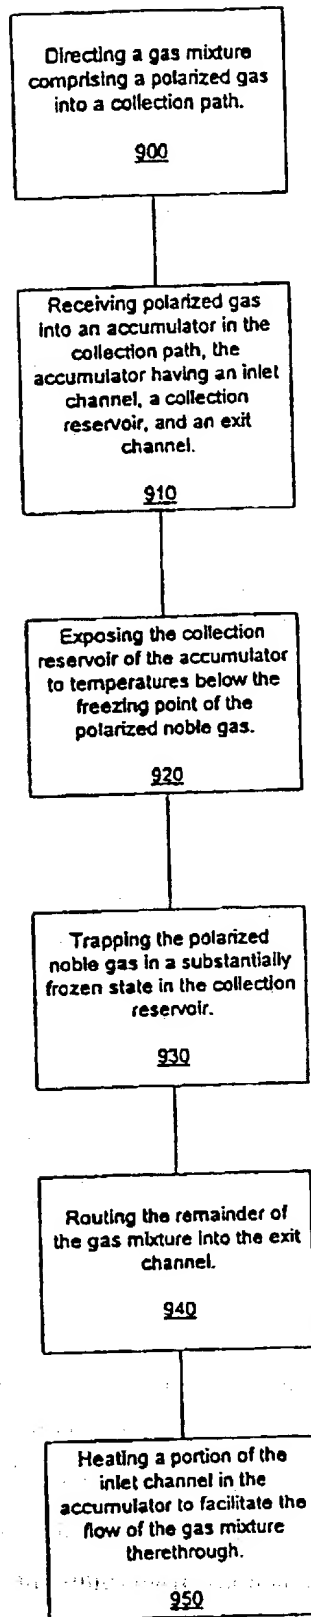 Directing a gas mixture
comprising a polarized gas
into a collection path.
900
Receiving polarized gas
into an accumulator in the
collection path, the
accumulator having an inlet
channel, a collection
reservoir, and an exit
channel.
910
Exposing the collection
reservoir of the accumulator
to temperatures below the
freezing point of the
polarized noble gas.
920
Trapping the polarized
noble gas in a substantially
frozen state in the collection
reservoir.
930
Routing the remainder of
the gas mixture into the exit
channel.
940
Heating a portion of the
inlet channel in the
accumulator to facilitate the
flow of the gas mixture
therethrough.
950